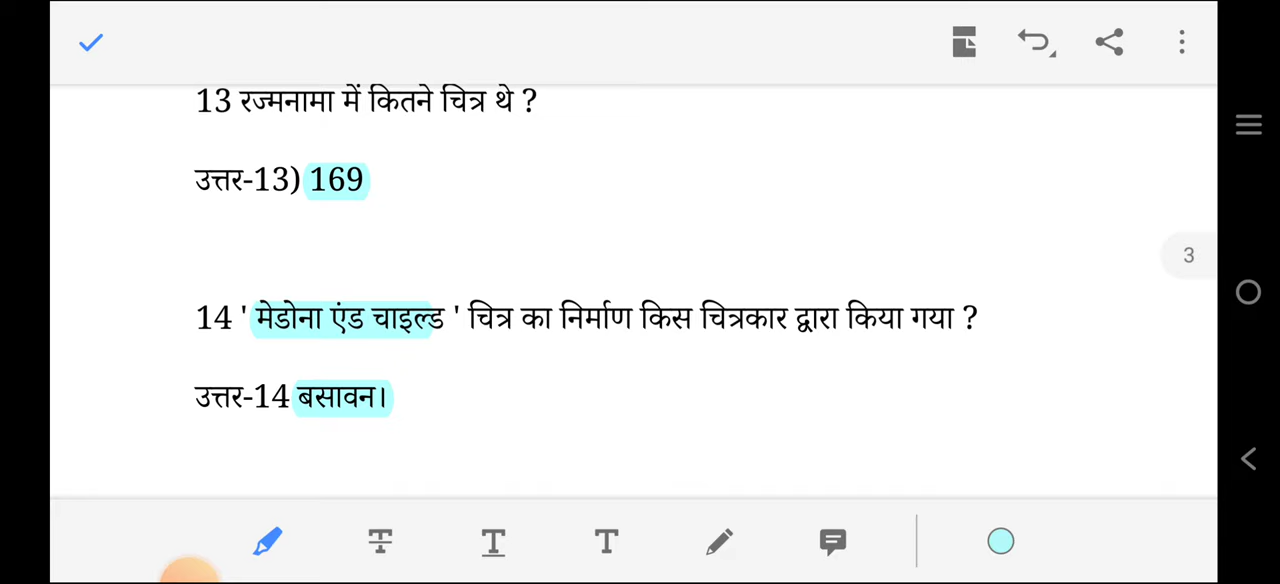 13 रज्मनामा में कितने चित्र थे ?
उत्तर-13) 169
3
14 ' मेडोना एंड चाइल्ड ' चित्र का निर्माण किस चित्रकार द्वारा किया गया ?
उत्तर-14 बसावन।
T T T